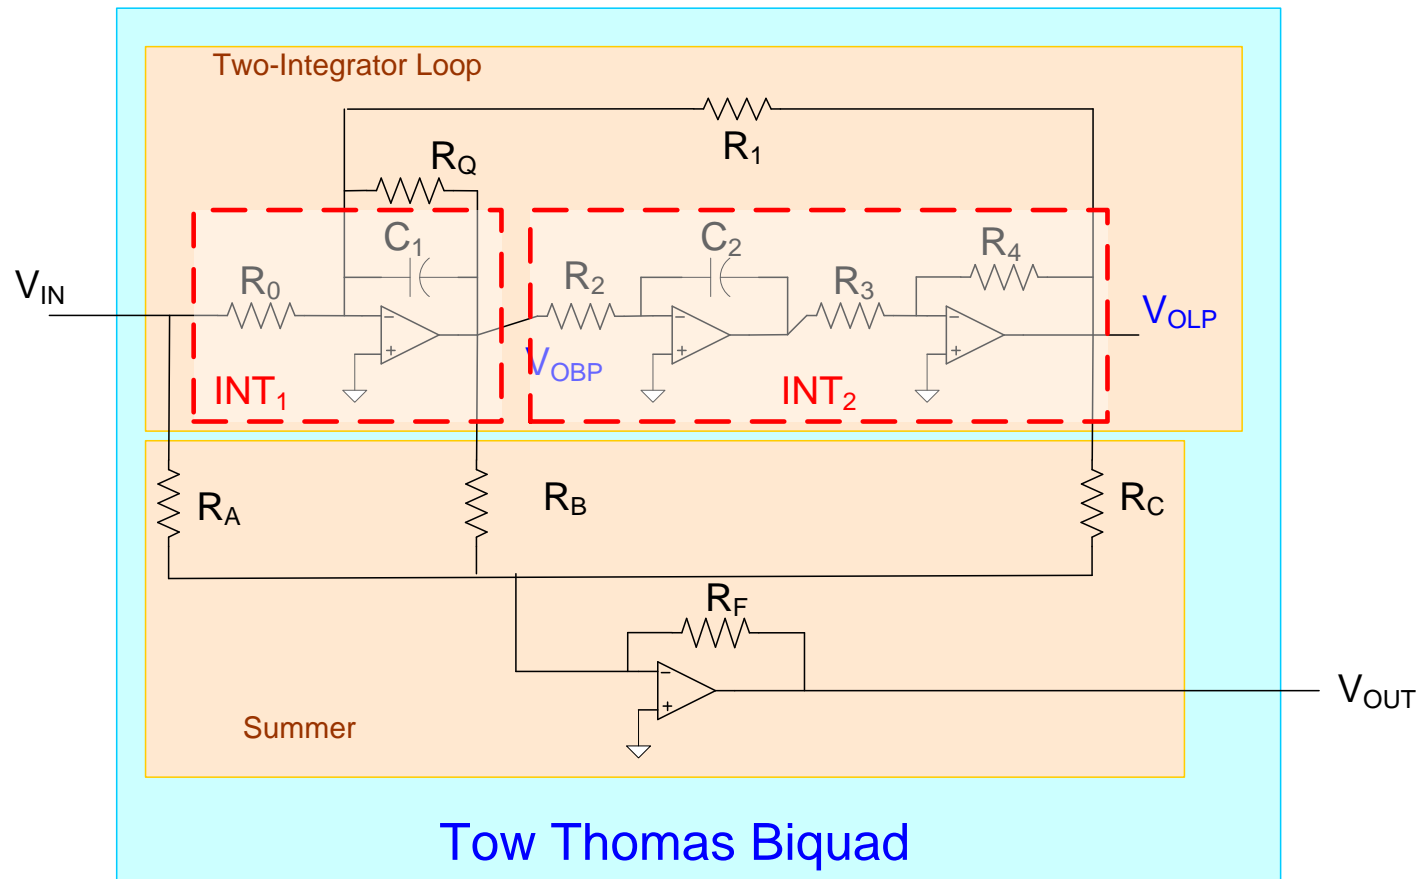 Two-Integrator Loop
R1
RQ
C1
C2
R4
R0
R2
R3
VIN
VOLP
VOBP
INT1
INT2
RA
RB
RC
RF
VOUT
Summer
Tow Thomas Biquad